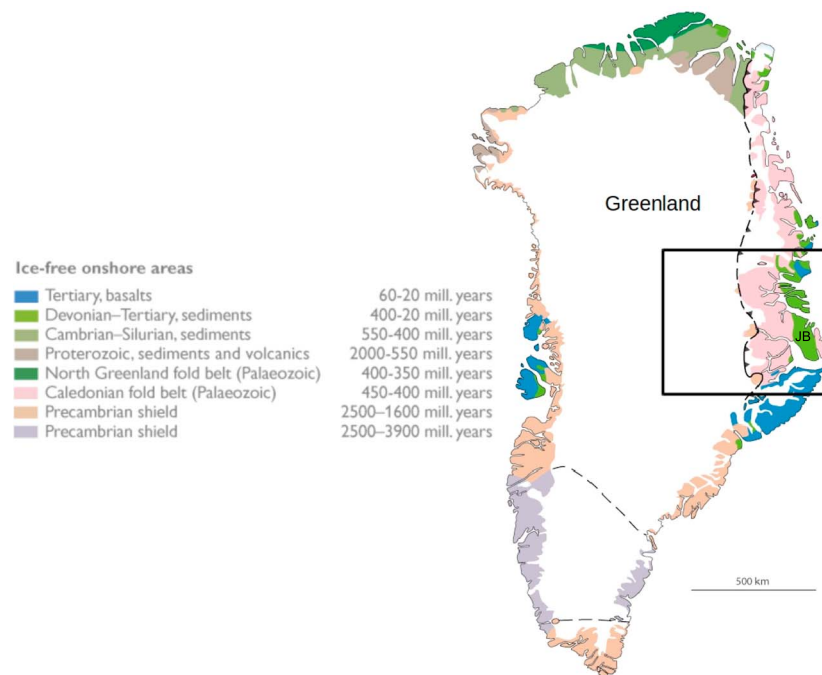 Greenland
Ice-free onshore areas
Tertiary, basalts 60-20 mill. years
Devonian–Tertiary, sediments 400-20 mill. years
Cambrian–Silurian, sediments 550-400 mill. years
Proterozoic, sediments and volcanics 2000-550 mill. years
North Greenland fold belt (Palaeozoic) 400-350 mill. years
Caledonian fold belt (Palaeozoic) 450-400 mill. years
Precambrian shield 2500–1600 mill. years
Precambrian shield 2500–3900 mill. years
JB
500 km